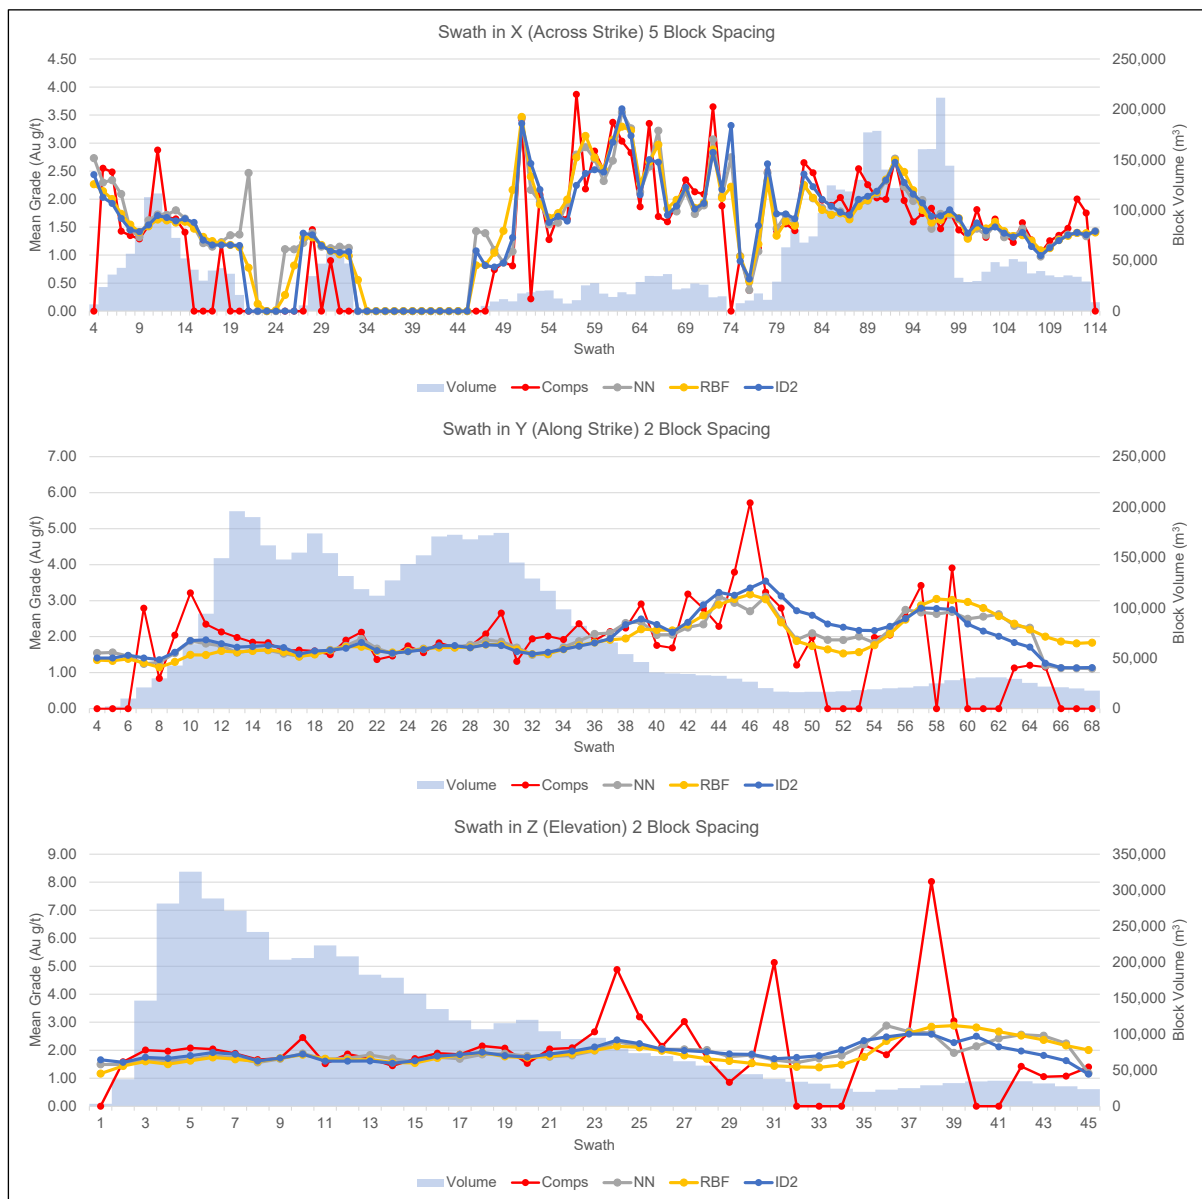 Swath in X (Across Strike) 5 Block Spacing
Mean Grade (Au g/t)
4.50
4.00
3.50
3.00
2.50
2.00
1.50
1.00
0.50
0.00
250,000
200,000
150,000
100,000
50,000
0
Block Volume (m³)
4 9 14 19 24 29 34 39 44 49 54 59 64 69 74 79 84 89 94 99 104 109 114
Swath
Volume Comps NN RBF ID2
Swath in Y (Along Strike) 2 Block Spacing
Mean Grade (Au g/t)
7.00
6.00
5.00
4.00
3.00
2.00
1.00
0.00
250,000
200,000
150,000
100,000
50,000
0
Block Volume (m³)
4 6 8 10 12 14 16 18 20 22 24 26 28 30 32 34 36 38 40 42 44 46 48 50 52 54 56 58 60 62 64 66 68
Swath
Volume Comps NN RBF ID2
Swath in Z (Elevation) 2 Block Spacing
Mean Grade (Au g/t)
9.00
8.00
7.00
6.00
5.00
4.00
3.00
2.00
1.00
0.00
350,000
300,000
250,000
200,000
150,000
100,000
50,000
0
Block Volume (m³)
1 3 5 7 9 11 13 15 17 19 21 23 25 27 29 31 33 35 37 39 41 43 45
Swath
Volume Comps NN RBF ID2